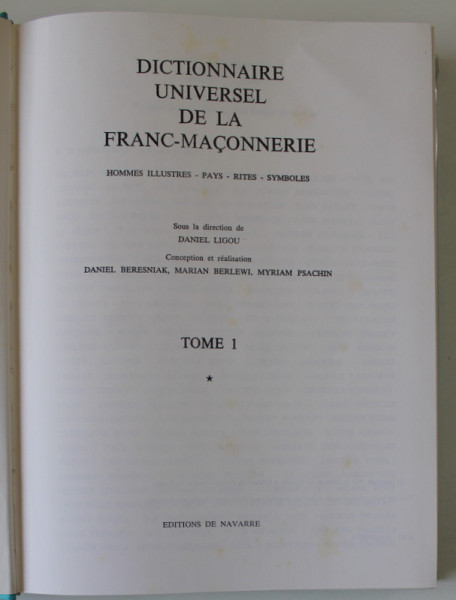 DICTIONNAIRE
UNIVERSEL
DE LA
FRANC-MAÇONNERIE
HOMMES ILLUSTRES - PAYS - RITES - SYMBOLES
Sous la direction de
DANIEL LIGOU
Conception et réalisation
DANIEL BERESNIAK, MARIAN BERLEWI, MYRIAM PSACHIN
TOME 1
*
EDITIONS DE NAVARRE